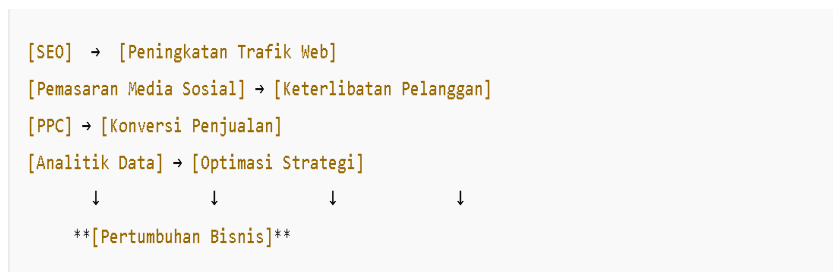 [SEO] → [Peningkatan Trafik Web]
[Pemasaran Media Sosial] → [Keterlibatan Pelanggan]
[PPC] → [Konversi Penjualan]
[Analitik Data] → [Optimasi Strategi]
↓ ↓ ↓ ↓
**[Pertumbuhan Bisnis]**